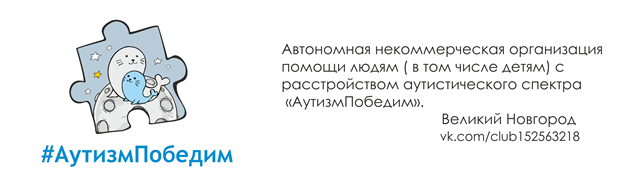 Автономная некоммерческая организация
помощи людям ( в том числе детям) с
расстройством аутистического спектра
«АутизмПобедим».
Великий Новгород
vk.com/club152563218
#АутизмПобедим